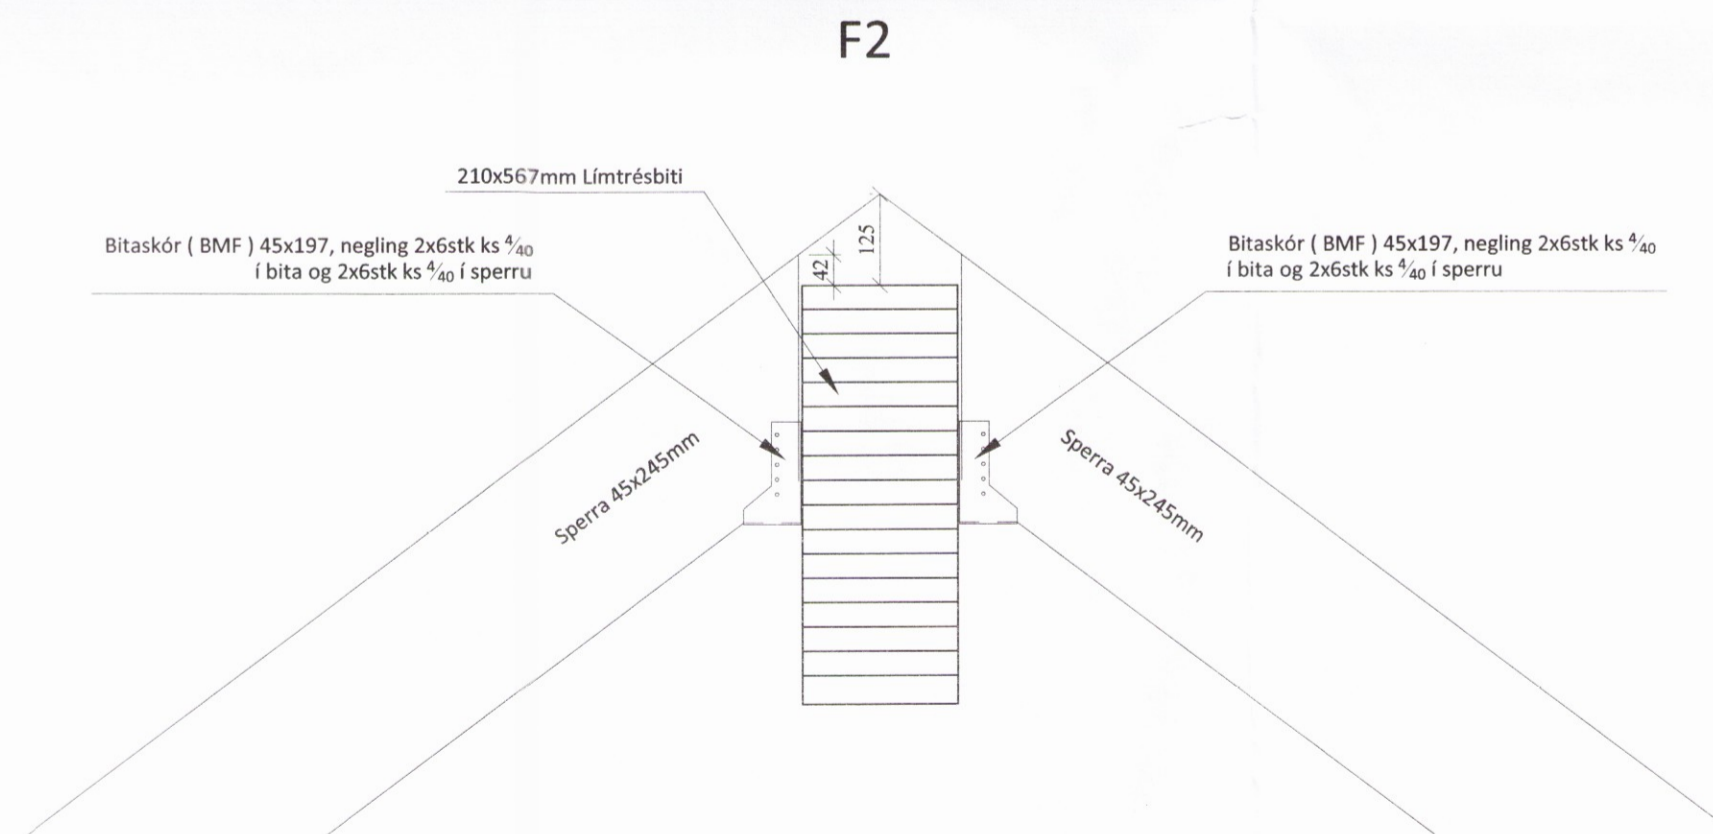 F2
210x567mm Límtrésbiti
Bitaskór ( BMF ) 45x197, negling 2x6stk ks ⁴⁄₄₀
í bita og 2x6stk ks ⁴⁄₄₀ í sperru
125
42
Bitaskór ( BMF ) 45x197, negling 2x6stk ks ⁴⁄₄₀
í bita og 2x6stk ks ⁴⁄₄₀ í sperru
Sperra 45x245mm
Sperra 45x245mm